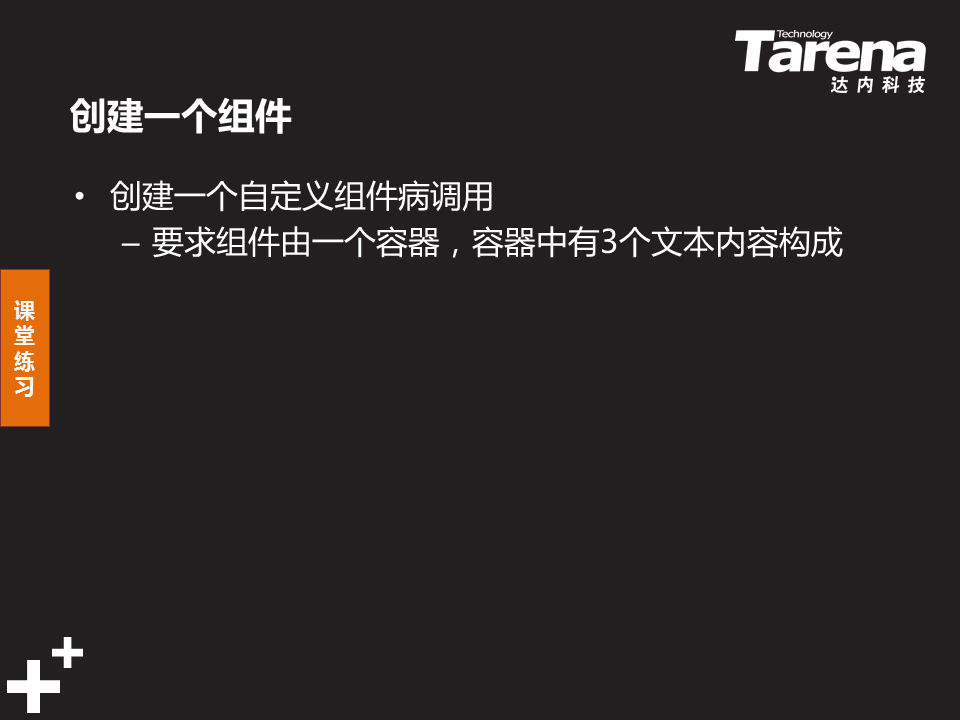 Technology
Tarena
达内科技
创建一个组件
• 创建一个自定义组件病调用
– 要求组件由一个容器，容器中有3个文本内容构成
课
堂
练
习